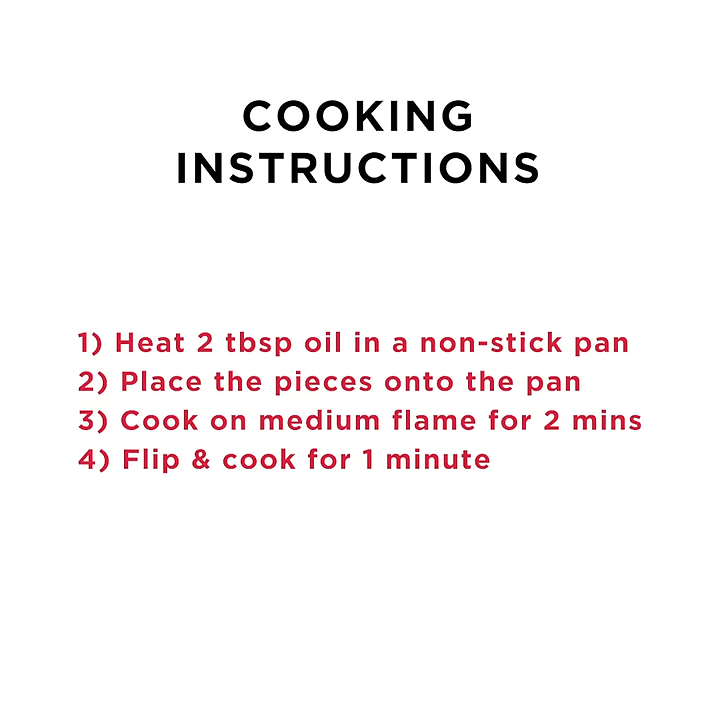 COOKING
INSTRUCTIONS
1) Heat 2 tbsp oil in a non-stick pan
2) Place the pieces onto the pan
3) Cook on medium flame for 2 mins
4) Flip & cook for 1 minute